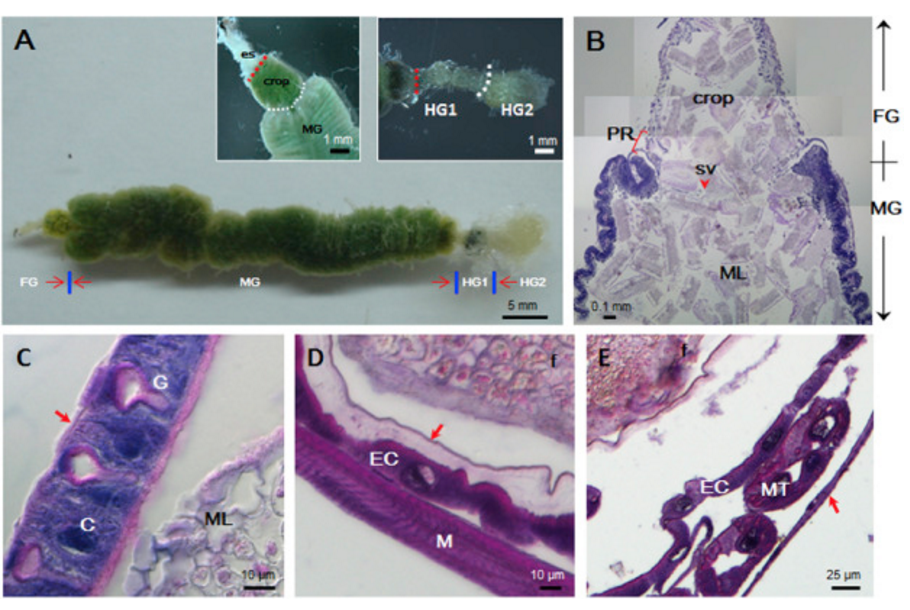 A
es
crop
MG
1 mm
HG1
HG2
1 mm
FG
MG
HG1
HG2
5 mm
B
crop
PR
sv
ML
0.1 mm
FG
MG
C
G
C
ML
10 µm
D
f
EC
M
10 µm
E
f
EC
MT
25 µm